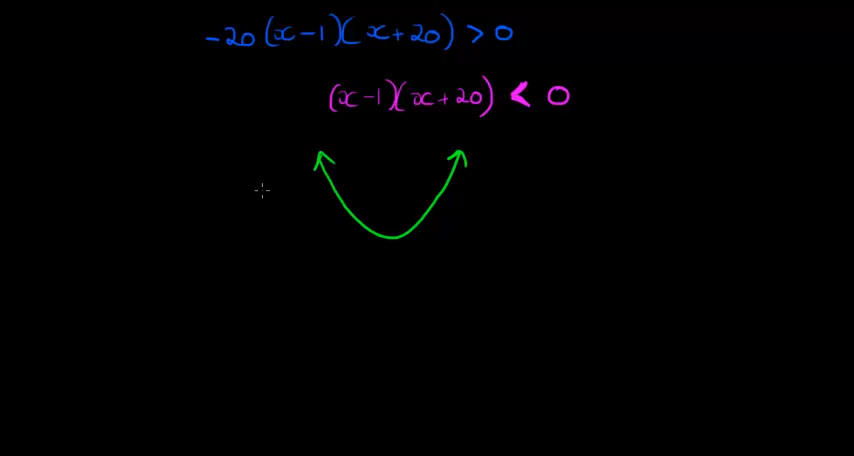 -20(x-1)(x+20) > 0
(x-1)(x+20) < 0